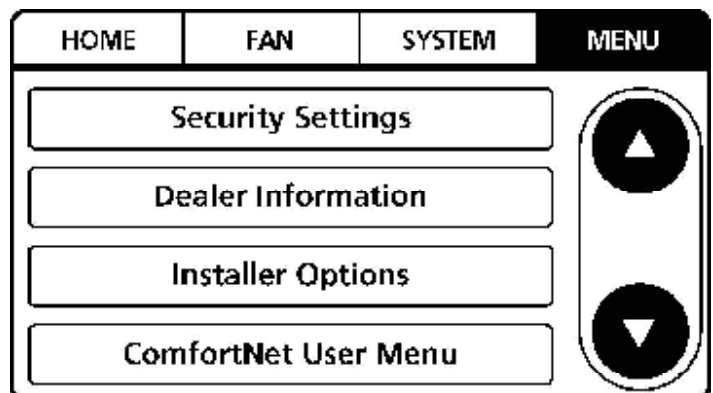 HOME FAN SYSTEM MENU
Security Settings
Dealer Information
Installer Options
ComfortNet User Menu